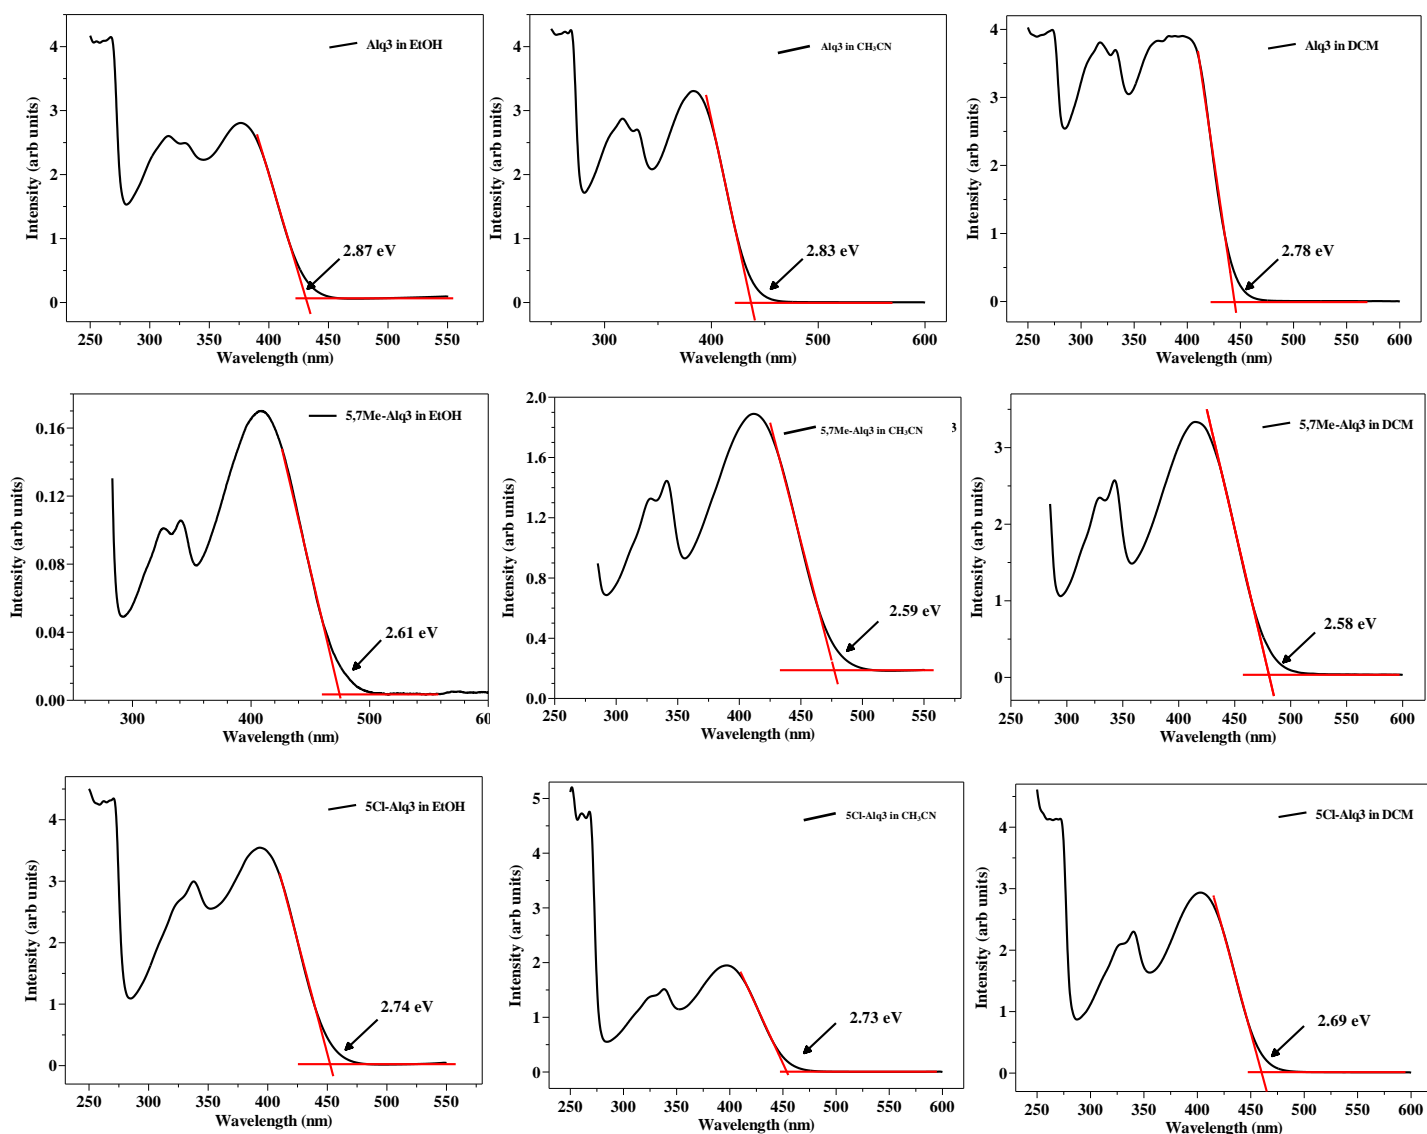 Alq3 in EtOH
2.87 eV
Intensity (arb units)
0
1
2
3
4
250 300 350 400 450 500 550
Wavelength (nm)
Alq3 in CH₃CN
2.83 eV
Intensity (arb units)
0
1
2
3
4
300 400 500 600
Wavelength (nm)
Alq3 in DCM
2.78 eV
Intensity (arb units)
0
1
2
3
4
250 300 350 400 450 500 550 600
Wavelength (nm)
5,7Me-Alq3 in EtOH
2.61 eV
Intensity (arb units)
0.00
0.04
0.08
0.12
0.16
300 400 500 60
Wavelength (nm)
5,7Me-Alq3 in CH₃CN
3
2.59 eV
Intensity (arb units)
0.0
0.4
0.8
1.2
1.6
2.0
250 300 350 400 450 500 550
Wavelength (nm)
5,7Me-Alq3 in DCM
2.58 eV
Intensity (arb units)
0
1
2
3
250 300 350 400 450 500 550 600
Wavelength (nm)
5Cl-Alq3 in EtOH
2.74 eV
Intensity (arb units)
0
1
2
3
4
250 300 350 400 450 500 550
Wavelength (nm)
5Cl-Alq3 in CH₃CN
2.73 eV
Intensity (arb units)
0
1
2
3
4
5
250 300 350 400 450 500 550 600
Wavelength (nm)
5Cl-Alq3 in DCM
2.69 eV
Intensity (arb units)
0
1
2
3
4
250 300 350 400 450 500 550 600
Wavelength (nm)